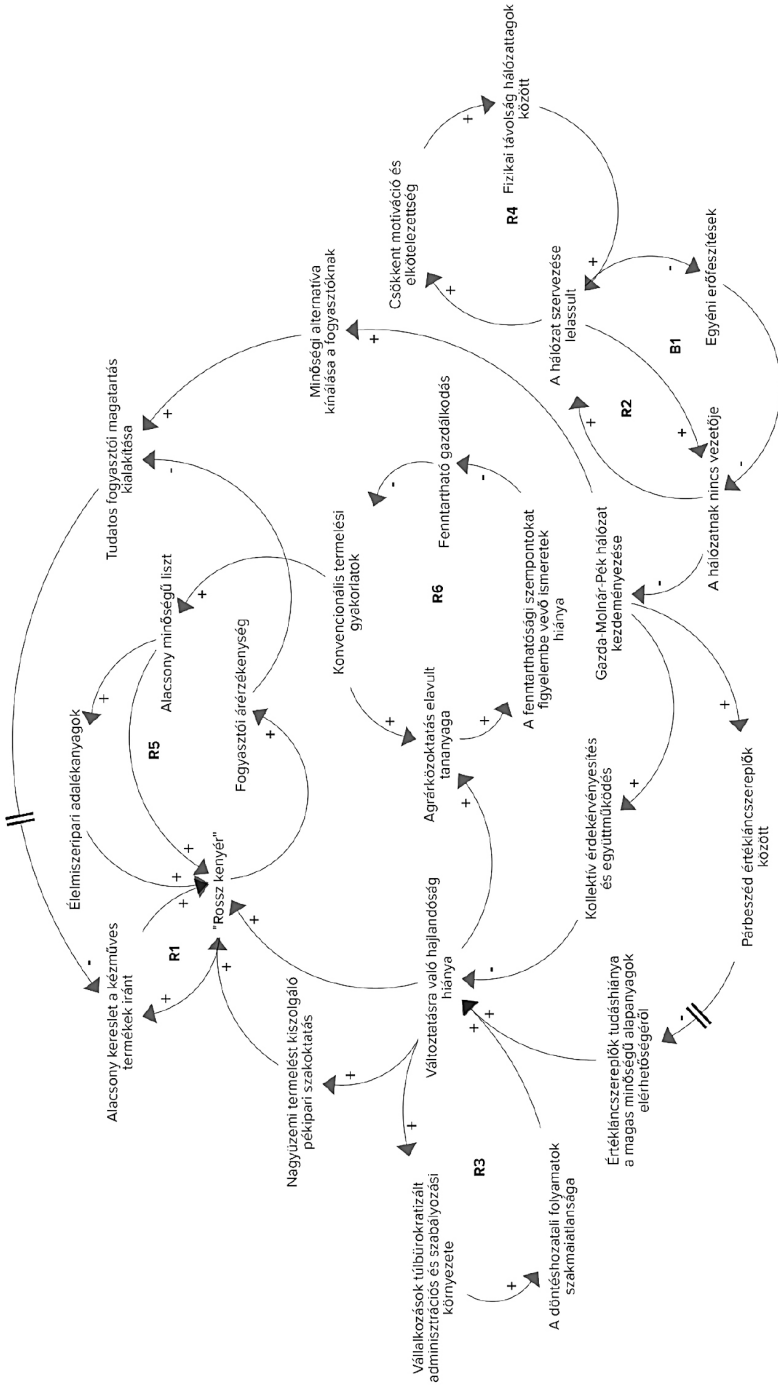 Tudatos fogyasztói magatartás
kialakítása
Minőségi alternatíva
kínálása a fogyasztóknak
Csökkent motiváció és
elkötelezettség
Fizikai távolság hálózattagok
között
R4
A hálózat szervezése
lelassult
Egyéni erőfeszítések
B1
R2
A hálózatnak nincs vezetője
Alacsony kereslet a kézműves
termékek iránt
R1
Élelmiszeripari adalékanyagok
Alacsony minőségű liszt
R5
"Rossz kenyér"
Fogyasztói árérzékenység
Konvencionális termelési
gyakorlatok
Fenntartható gazdálkodás
R6
Nagyüzemi termelést kiszolgáló
pékipari szakoktatás
Agrárközoktatás elavult
tananyaga
A fenntarthatósági szempontokat
figyelembe vevő ismeretek
hiánya
Változtatásra való hajlandóság
hiánya
Gazda-Molnár-Pék hálózat
kezdeményezése
Vállalkozások túlbürokratizált
adminisztrációs és szabályozási
környezete
R3
A döntéshozatali folyamatok
szakmaiatlansága
Kollektív érdekérvényesítés
és együttműködés
Értékláncszereplők tudáshiánya
a magas minőségű alapanyagok
elérhetőségéről
Párbeszéd értékláncszereplők
között